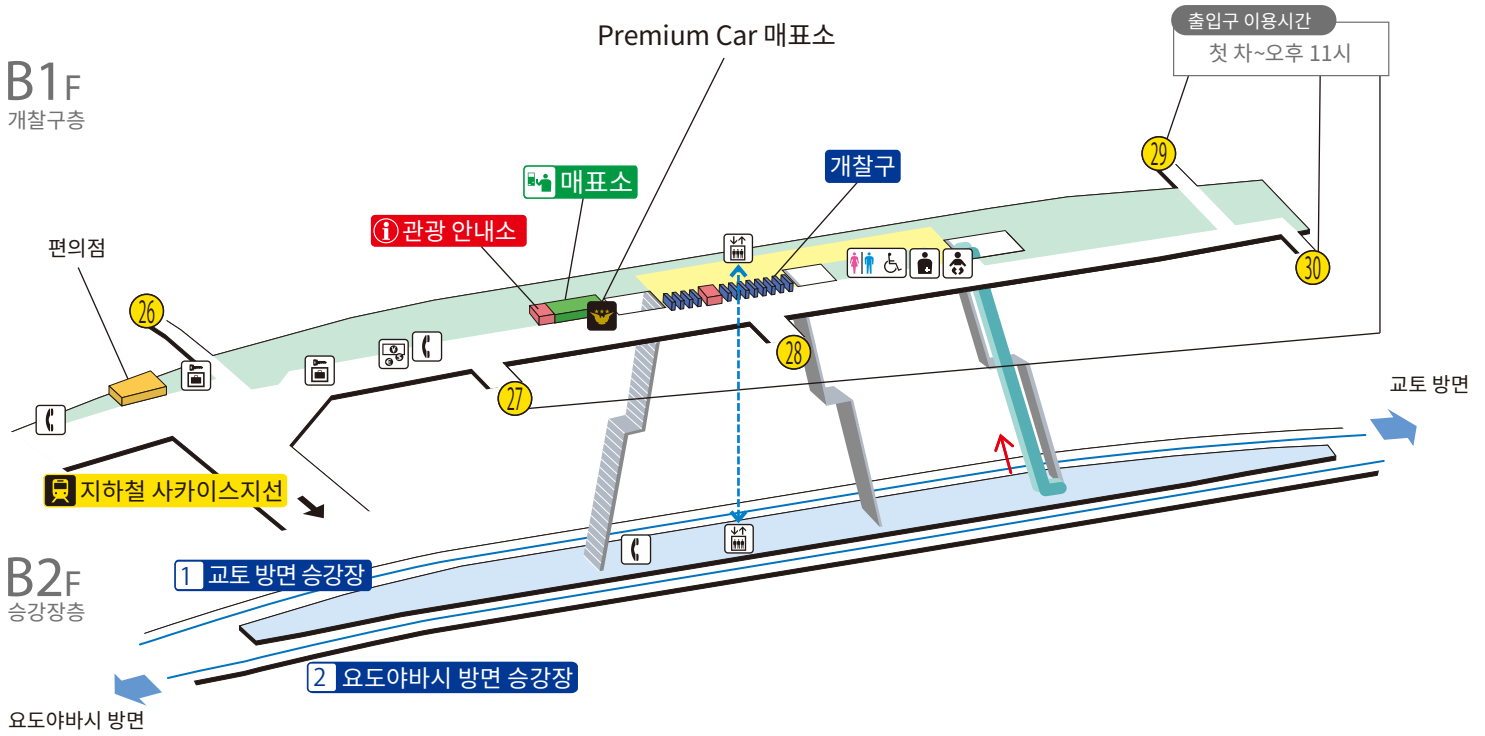 Premium Car 매표소
출입구 이용시간
첫 차~오후 11시
B1F
개찰구층
29
개찰구
매표소
i 관광 안내소
편의점
30
26
28
27
교토 방면
지하철 사카이스지선
B2F
승강장층
1 교토 방면 승강장
2 요도야바시 방면 승강장
요도야바시 방면